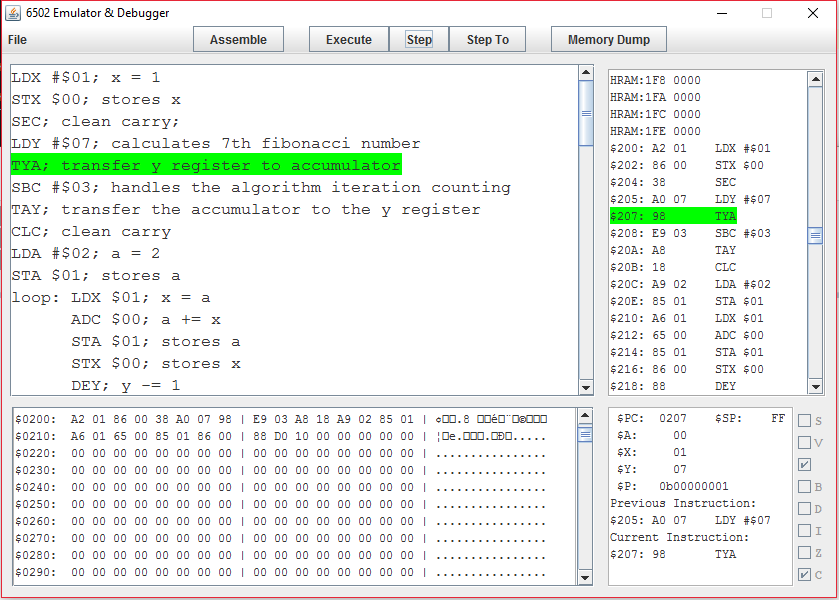 6502 Emulator & Debugger
File Assemble Execute Step Step To Memory Dump
LDX #$01; x = 1
STX $00; stores x
SEC; clean carry;
LDY #$07; calculates 7th fibonacci number
TYA; transfer y register to accumulator
SBC #$03; handles the algorithm iteration counting
TAY; transfer the accumulator to the y register
CLC; clean carry
LDA #$02; a = 2
STA $01; stores a
loop: LDX $01; x = a
ADC $00; a += x
STA $01; stores a
STX $00; stores x
DEY; y -= 1
HRAM:1F8 0000
HRAM:1FA 0000
HRAM:1FC 0000
HRAM:1FE 0000
$200: A2 01 LDX #$01
$202: 86 00 STX $00
$204: 38 SEC
$205: A0 07 LDY #$07
$207: 98 TYA
$208: E9 03 SBC #$03
$20A: A8 TAY
$20B: 18 CLC
$20C: A9 02 LDA #$02
$20E: 85 01 STA $01
$210: A6 01 LDX $01
$212: 65 00 ADC $00
$214: 85 01 STA $01
$216: 86 00 STX $00
$218: 88 DEY
$0200: A2 01 86 00 38 A0 07 98 | E9 03 A8 18 A9 02 85 01 | ¢□□.8 □□é□¨□©□□□
$0210: A6 01 65 00 85 01 86 00 | 88 D0 10 00 00 00 00 00 | ¦□e.□□□.□Ð□.....
$0220: 00 00 00 00 00 00 00 00 | 00 00 00 00 00 00 00 00 | ................
$0230: 00 00 00 00 00 00 00 00 | 00 00 00 00 00 00 00 00 | ................
$0240: 00 00 00 00 00 00 00 00 | 00 00 00 00 00 00 00 00 | ................
$0250: 00 00 00 00 00 00 00 00 | 00 00 00 00 00 00 00 00 | ................
$0260: 00 00 00 00 00 00 00 00 | 00 00 00 00 00 00 00 00 | ................
$0270: 00 00 00 00 00 00 00 00 | 00 00 00 00 00 00 00 00 | ................
$0280: 00 00 00 00 00 00 00 00 | 00 00 00 00 00 00 00 00 | ................
$0290: 00 00 00 00 00 00 00 00 | 00 00 00 00 00 00 00 00 | ................
$PC: 0207 $SP: FF
$A: 00
$X: 01
$Y: 07
$P: 0b00000001
Previous Instruction:
$205: A0 07 LDY #$07
Current Instruction:
$207: 98 TYA
S
V
B
D
I
Z
C